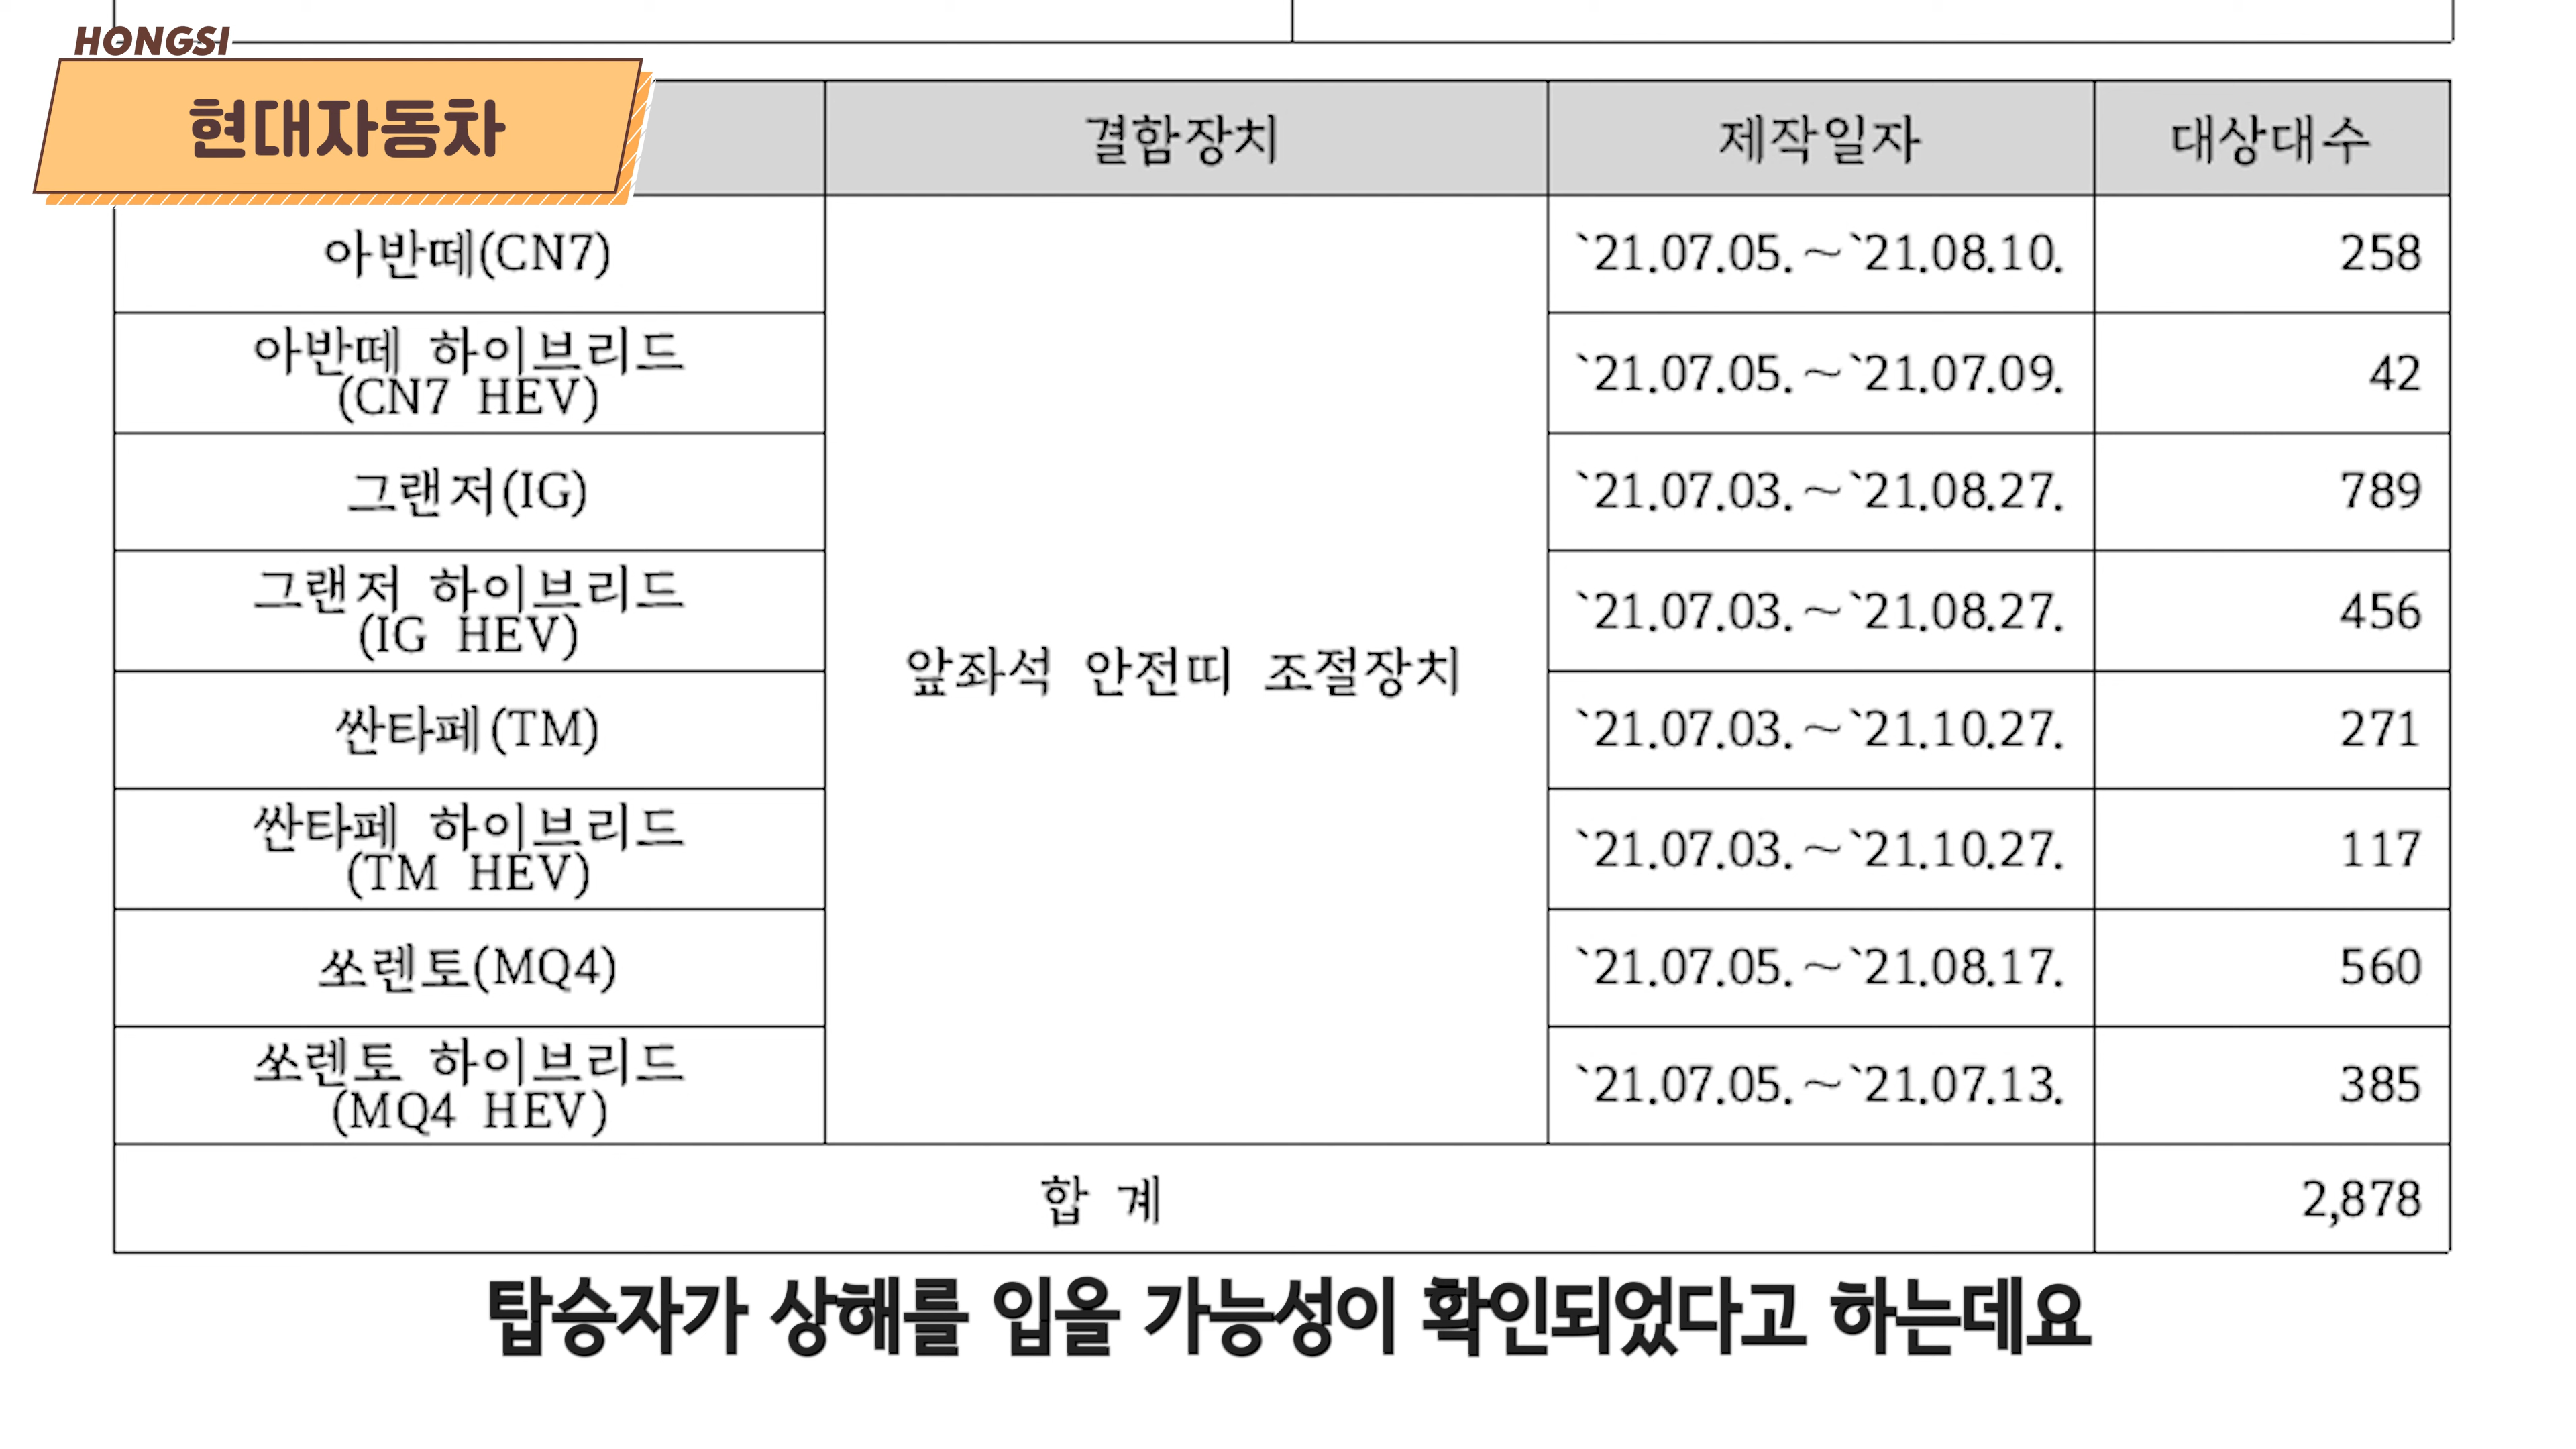 HONGSI
현대자동차
결함장치 제작일자 대상대수
아반떼(CN7) `21.07.05.~`21.08.10. 258
아반떼 하이브리드
(CN7 HEV) `21.07.05.~`21.07.09. 42
그랜저(IG) `21.07.03.~`21.08.27. 789
그랜저 하이브리드
(IG HEV) `21.07.03.~`21.08.27. 456
앞좌석 안전띠 조절장치
싼타페(TM) `21.07.03.~`21.10.27. 271
싼타페 하이브리드
(TM HEV) `21.07.03.~`21.10.27. 117
쏘렌토(MQ4) `21.07.05.~`21.08.17. 560
쏘렌토 하이브리드
(MQ4 HEV) `21.07.05.~`21.07.13. 385
합 계 2,878
탑승자가 상해를 입을 가능성이 확인되었다고 하는데요